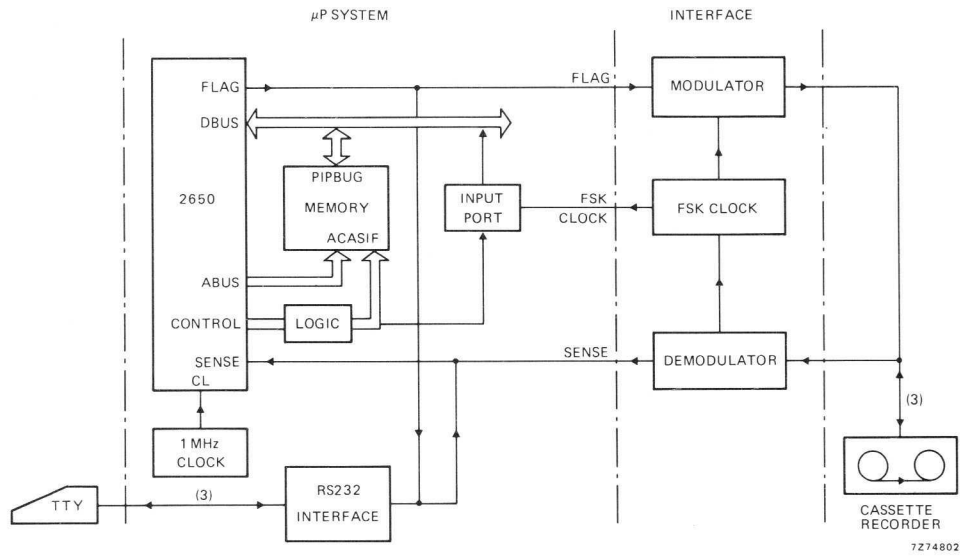 µP SYSTEM
INTERFACE
FLAG
FLAG
MODULATOR
DBUS
PIPBUG
2650
MEMORY
ACASIF
INPUT
PORT
FSK
CLOCK
FSK CLOCK
ABUS
CONTROL
LOGIC
SENSE
SENSE
DEMODULATOR
CL
(3)
1 MHz
CLOCK
TTY
(3)
RS232
INTERFACE
CASSETTE
RECORDER
7Z74802